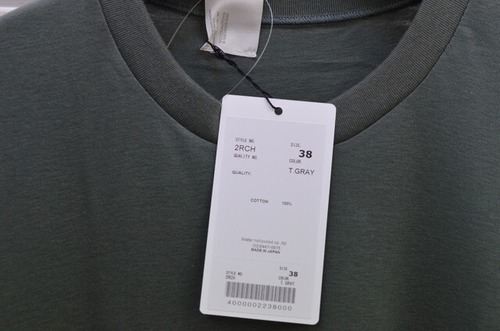 STYLE NO. SIZE
2RCH 38
QUALITY NO COLOR
QUALITY T.GRAY
COTTON 100%
MADE IN JAPAN
STYLE NO SIZE 38
2RCH COLOR
T.GRAY
4000002238000